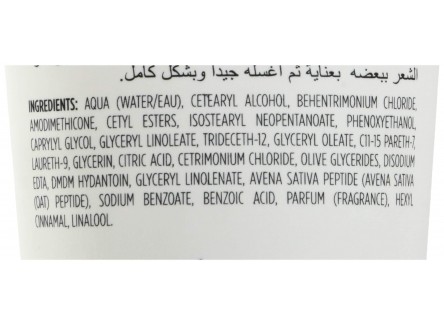 الشعر ببعضه بعناية ثم اغسله جيدا وبشكل كامل.
INGREDIENTS: AQUA (WATER/EAU), CETEARYL ALCOHOL, BEHENTRIMONIUM CHLORIDE,
AMODIMETHICONE, CETYL ESTERS, ISOSTEARYL NEOPENTANOATE, PHENOXYETHANOL,
CAPRYLYL GLYCOL, GLYCERYL LINOLEATE, TRIDECETH-12, GLYCERYL OLEATE, C11-15 PARETH-7,
LAURETH-9, GLYCERIN, CITRIC ACID, CETRIMONIUM CHLORIDE, OLIVE GLYCERIDES, DISODIUM
EDTA, DMDM HYDANTOIN, GLYCERYL LINOLENATE, AVENA SATIVA PEPTIDE (AVENA SATIVA
(OAT) PEPTIDE), SODIUM BENZOATE, BENZOIC ACID, PARFUM (FRAGRANCE), HEXYL
CINNAMAL, LINALOOL.